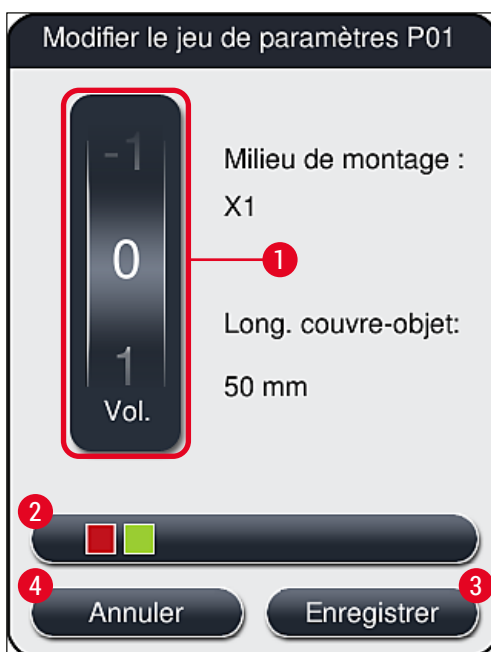 Modifier le jeu de paramètres P01
-1
0
1
Vol.
Milieu de montage :
X1
Long. couvre-objet:
50 mm
1
2
4
Annuler
3
Enregistrer